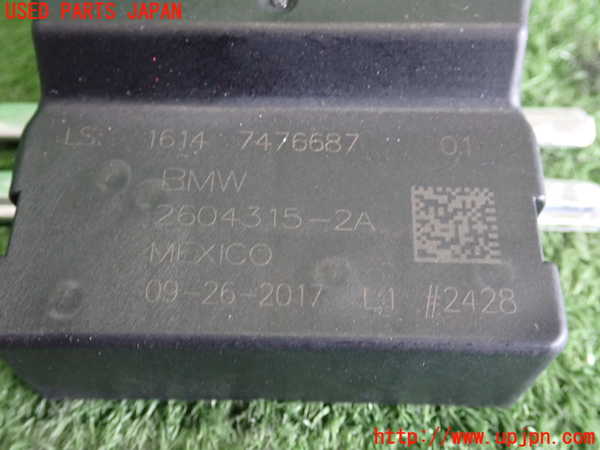 USED PARTS JAPAN
LS: 1614 7476687 01
BMW
2604315-2A
MEXICO
09-26-2017 L1 #2428
http://www.upjpn.com/